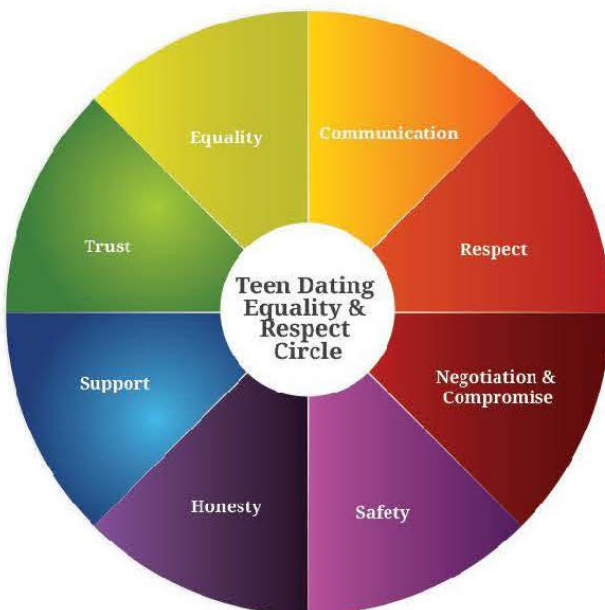 Equality
Communication
Trust
Respect
Teen Dating
Equality &
Respect
Circle
Support
Negotiation &
Compromise
Honesty
Safety